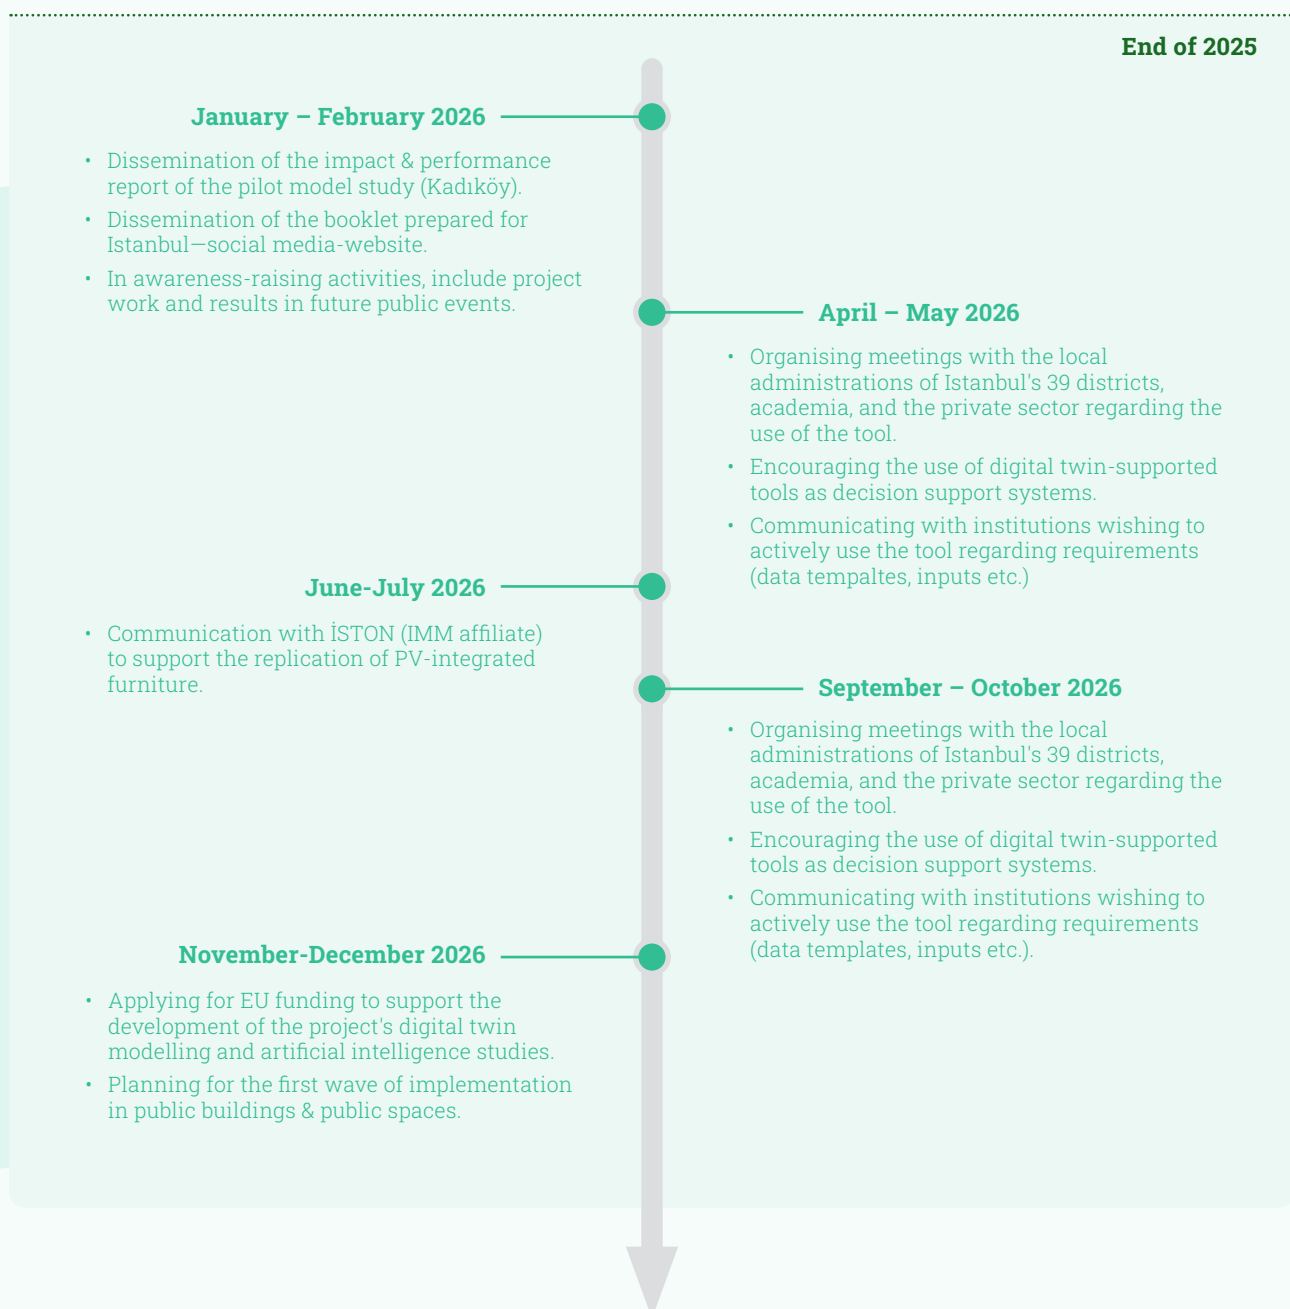 End of 2025
January – February 2026
• Dissemination of the impact & performance
report of the pilot model study (Kadıköy).
• Dissemination of the booklet prepared for
Istanbul—social media-website.
• In awareness-raising activities, include project
work and results in future public events.
April – May 2026
• Organising meetings with the local
administrations of Istanbul's 39 districts,
academia, and the private sector regarding the
use of the tool.
• Encouraging the use of digital twin-supported
tools as decision support systems.
• Communicating with institutions wishing to
actively use the tool regarding requirements
(data tempaltes, inputs etc.)
June-July 2026
• Communication with İSTON (IMM affiliate)
to support the replication of PV-integrated
furniture.
September – October 2026
• Organising meetings with the local
administrations of Istanbul's 39 districts,
academia, and the private sector regarding the
use of the tool.
• Encouraging the use of digital twin-supported
tools as decision support systems.
• Communicating with institutions wishing to
actively use the tool regarding requirements
(data templates, inputs etc.).
November-December 2026
• Applying for EU funding to support the
development of the project's digital twin
modelling and artificial intelligence studies.
• Planning for the first wave of implementation
in public buildings & public spaces.